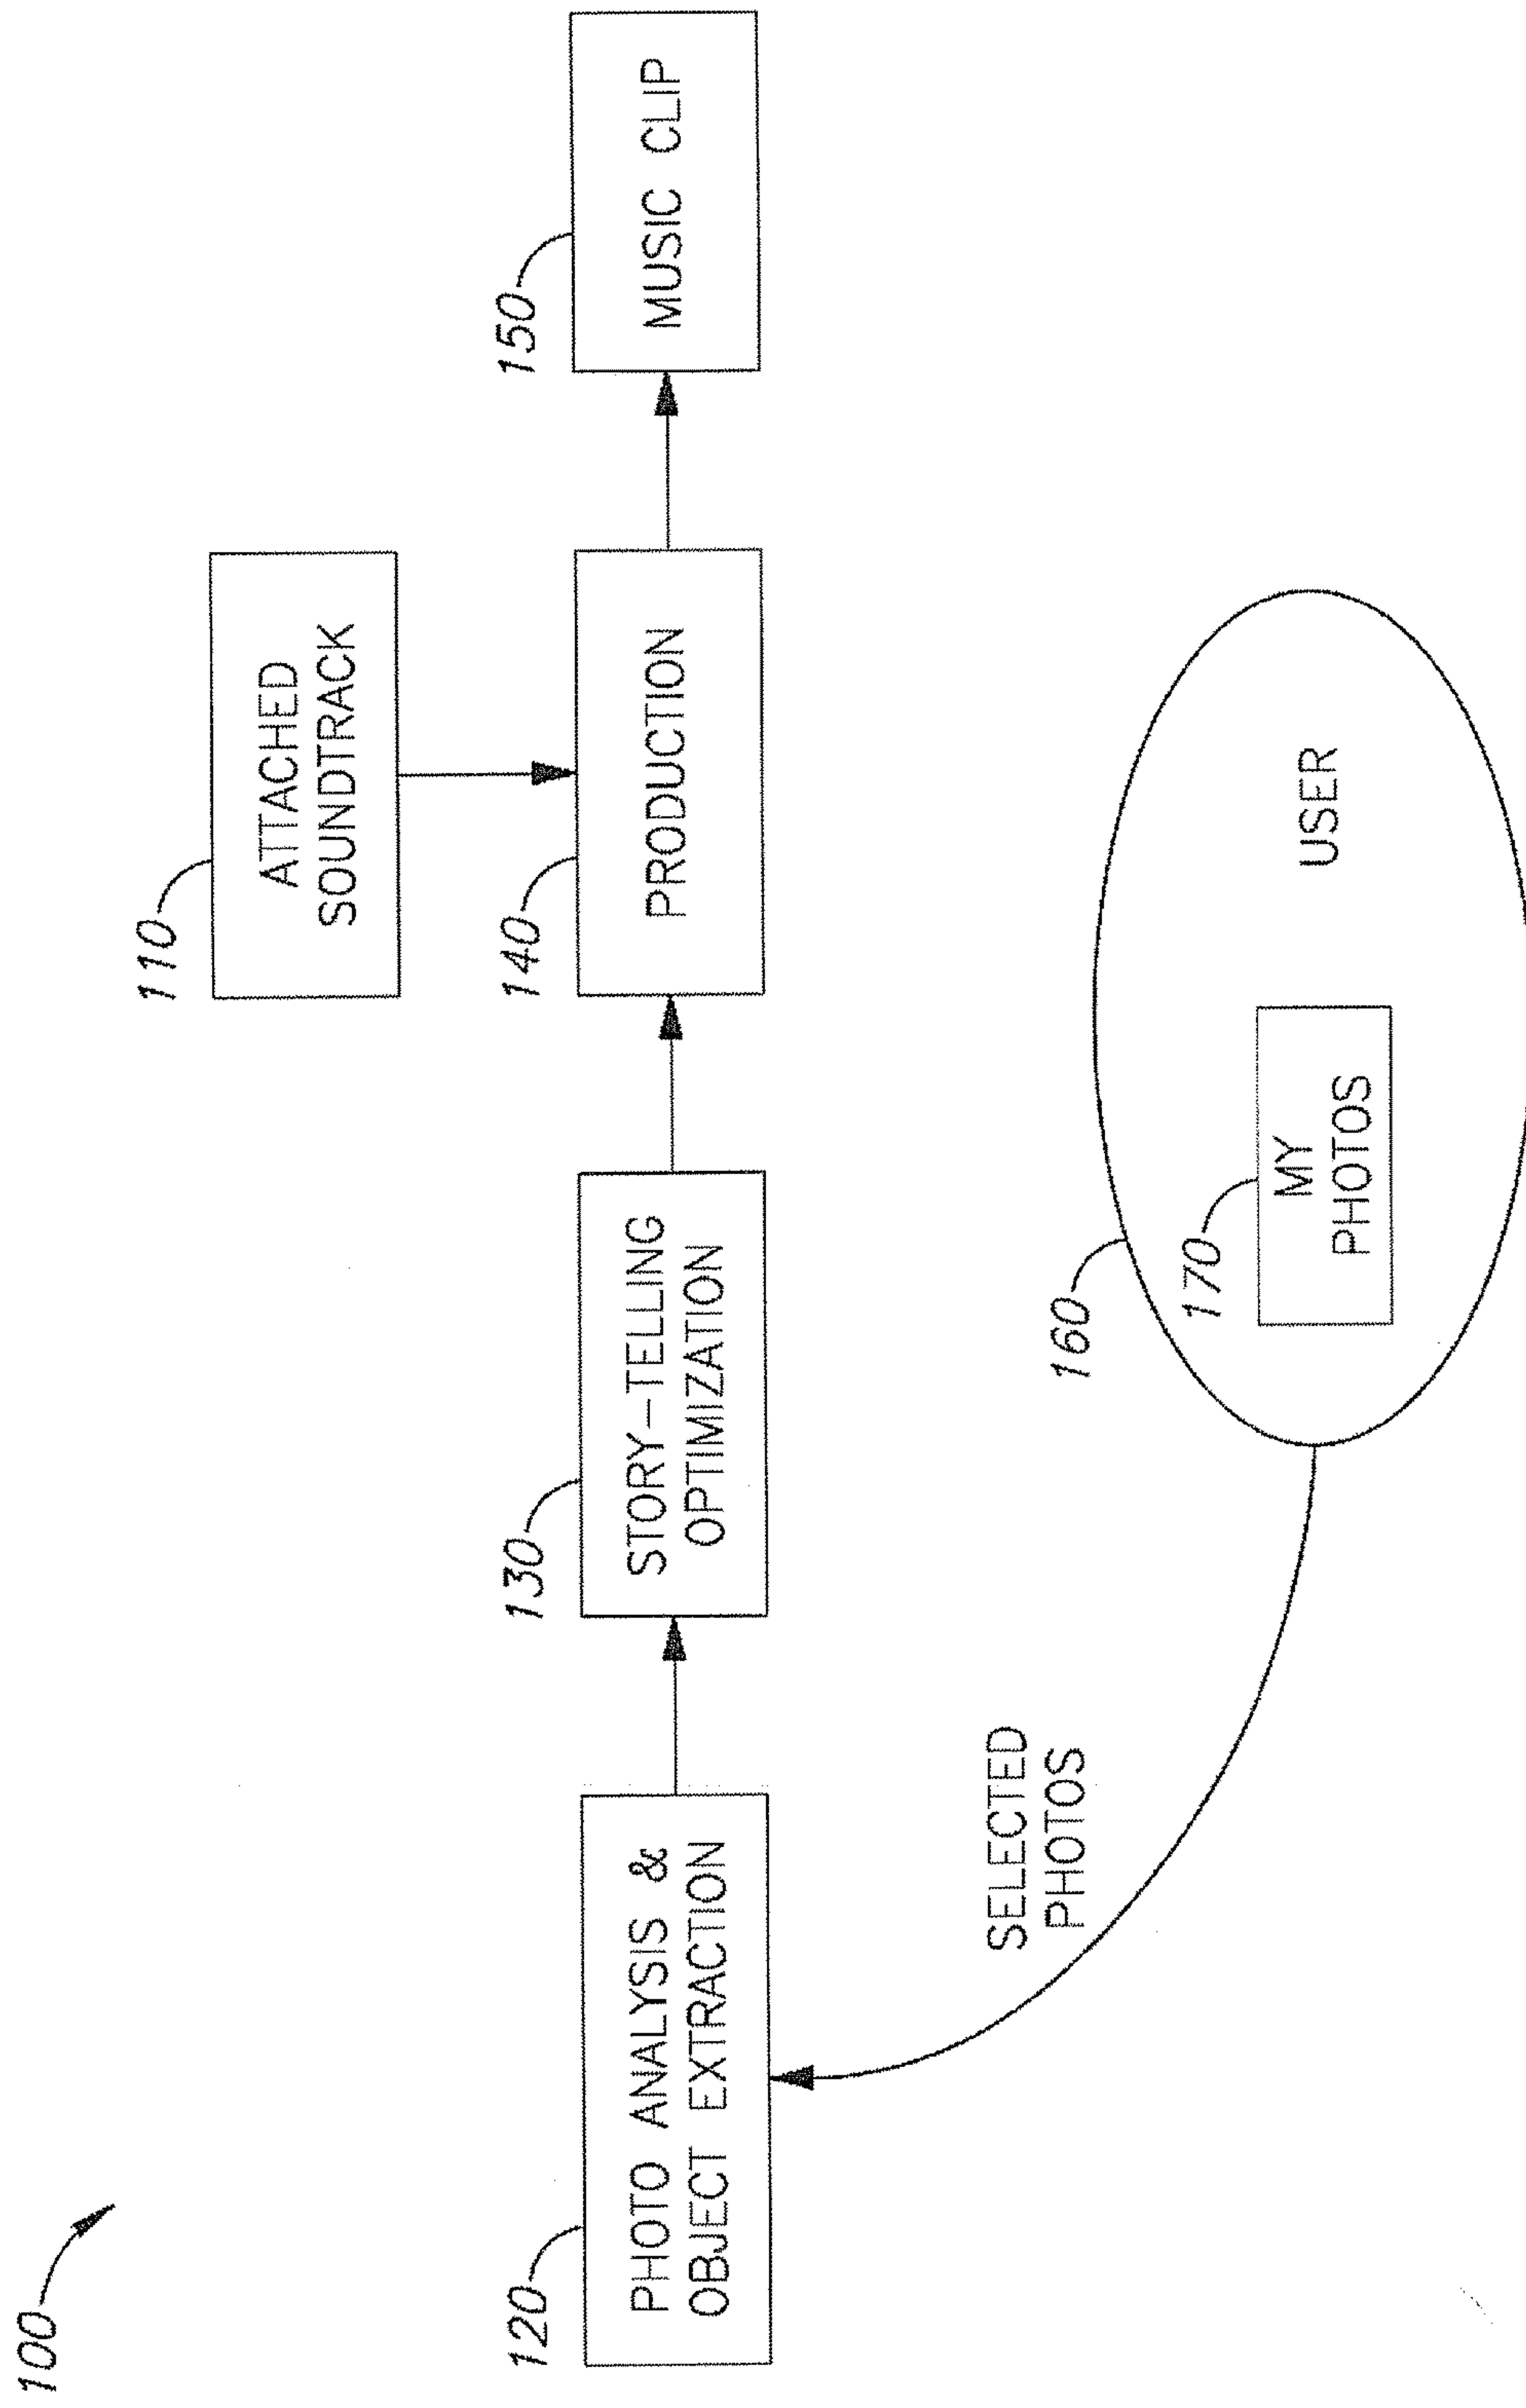 100
110
ATTACHED
SOUNDTRACK
120
PHOTO ANALYSIS &
OBJECT EXTRACTION
130
STORY-TELLING
OPTIMIZATION
140
PRODUCTION
150
MUSIC CLIP
SELECTED
PHOTOS
160
170
MY
PHOTOS
USER